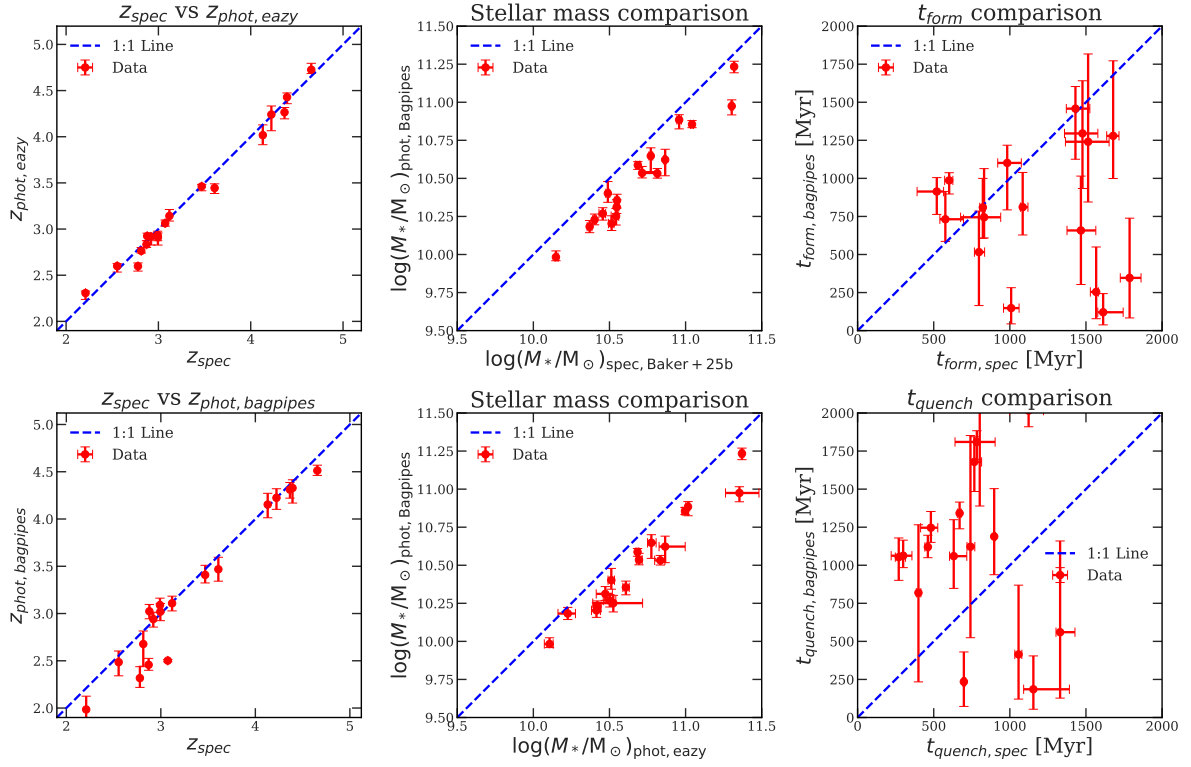 z_spec vs z_phot,eazy
5.0
4.5
4.0
3.5
3.0
2.5
2.0
2 3 4 5
z_phot,eazy
z_spec
1:1 Line
Data
Stellar mass comparison
11.50
11.25
11.00
10.75
10.50
10.25
10.00
9.75
9.50
9.5 10.0 10.5 11.0 11.5
log(M*/M⊙)phot, Bagpipes
log(M*/M⊙)spec, Baker+25b
1:1 Line
Data
t_form comparison
2000
1750
1500
1250
1000
750
500
250
0
0 500 1000 1500 2000
t_form,bagpipes [Myr]
t_form,spec [Myr]
1:1 Line
Data
z_spec vs z_phot,bagpipes
5.0
4.5
4.0
3.5
3.0
2.5
2.0
2 3 4 5
z_phot,bagpipes
z_spec
1:1 Line
Data
Stellar mass comparison
11.50
11.25
11.00
10.75
10.50
10.25
10.00
9.75
9.50
9.5 10.0 10.5 11.0 11.5
log(M*/M⊙)phot, Bagpipes
log(M*/M⊙)phot, eazy
1:1 Line
Data
t_quench comparison
2000
1750
1500
1250
1000
750
500
250
0
0 500 1000 1500 2000
t_quench,bagpipes [Myr]
t_quench,spec [Myr]
1:1 Line
Data